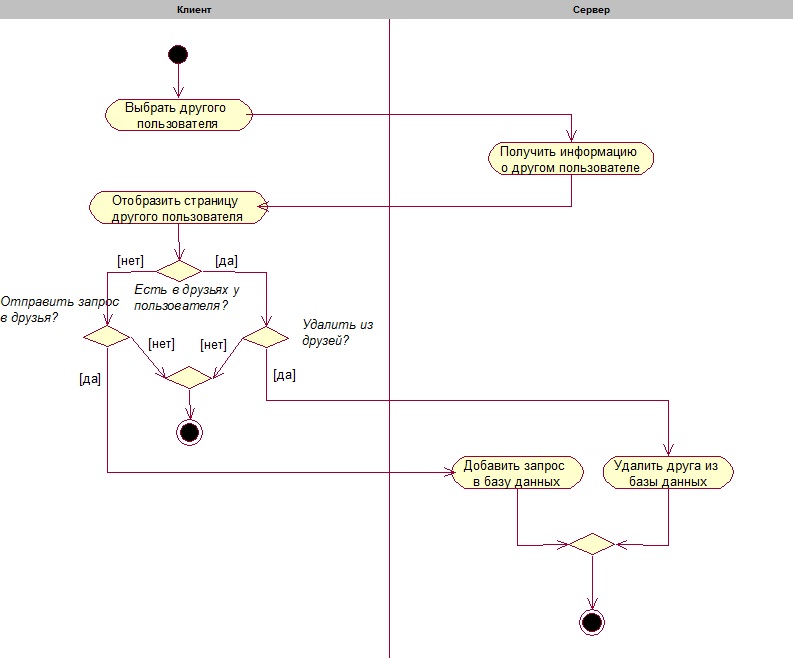 Клиент
Сервер
Выбрать другого
пользователя
Получить информацию
о другом пользователе
Отобразить страницу
другого пользователя
[нет]
[да]
Есть в друзьях у
пользователя?
Отправить запрос
в друзья?
Удалить из
друзей?
[нет]
[нет]
[да]
[да]
Добавить запрос
в базу данных
Удалить друга из
базы данных